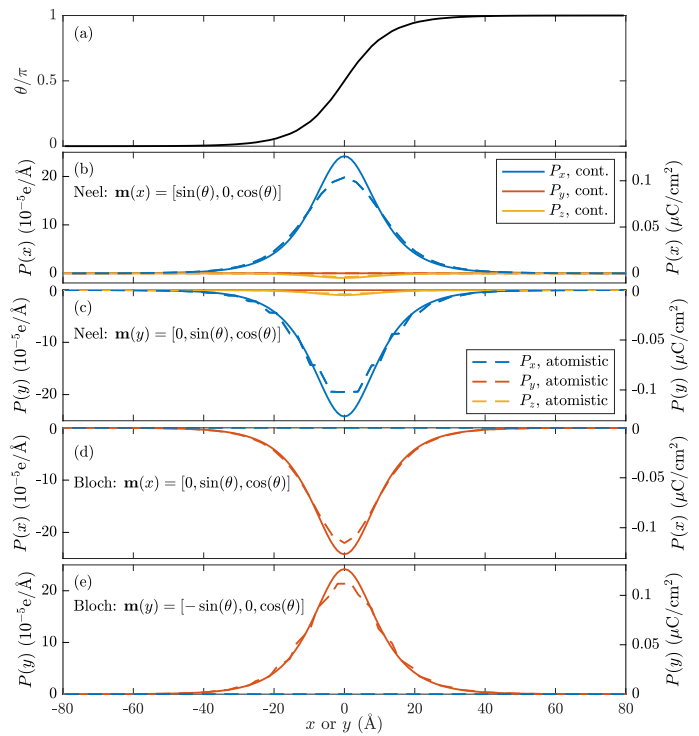 1
0.5
0
θ/π
(a)
(b)
Neel: m(x) = [sin(θ), 0, cos(θ)]
P_x, cont.
P_y, cont.
P_z, cont.
20
10
0
P(x) (10⁻⁵e/Å)
0.1
0.05
0
P(x) (μC/cm²)
(c)
Neel: m(y) = [0, sin(θ), cos(θ)]
P_x, atomistic
P_y, atomistic
P_z, atomistic
0
-10
-20
P(y) (10⁻⁵e/Å)
0
-0.05
-0.1
P(y) (μC/cm²)
(d)
Bloch: m(x) = [0, sin(θ), cos(θ)]
0
-10
-20
P(x) (10⁻⁵e/Å)
0
-0.05
-0.1
P(x) (μC/cm²)
(e)
Bloch: m(y) = [− sin(θ), 0, cos(θ)]
20
10
0
P(y) (10⁻⁵e/Å)
0.1
0.05
0
P(y) (μC/cm²)
-80 -60 -40 -20 0 20 40 60 80
x or y (Å)